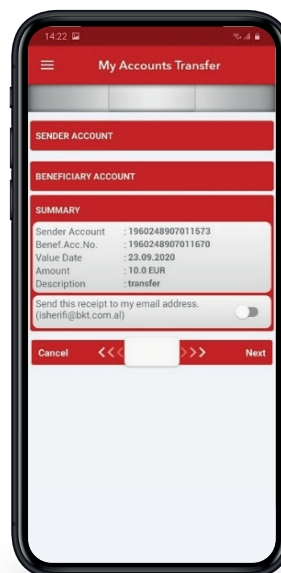 14:22
My Accounts Transfer
SENDER ACCOUNT
BENEFICIARY ACCOUNT
SUMMARY
Sender Account : 1960248907011573
Benef.Acc.No. : 1960248907011670
Value Date : 23.09.2020
Amount : 10.0 EUR
Description : transfer
Send this receipt to my email address.
(isherifi@bkt.com.al)
Cancel <<< >>> Next